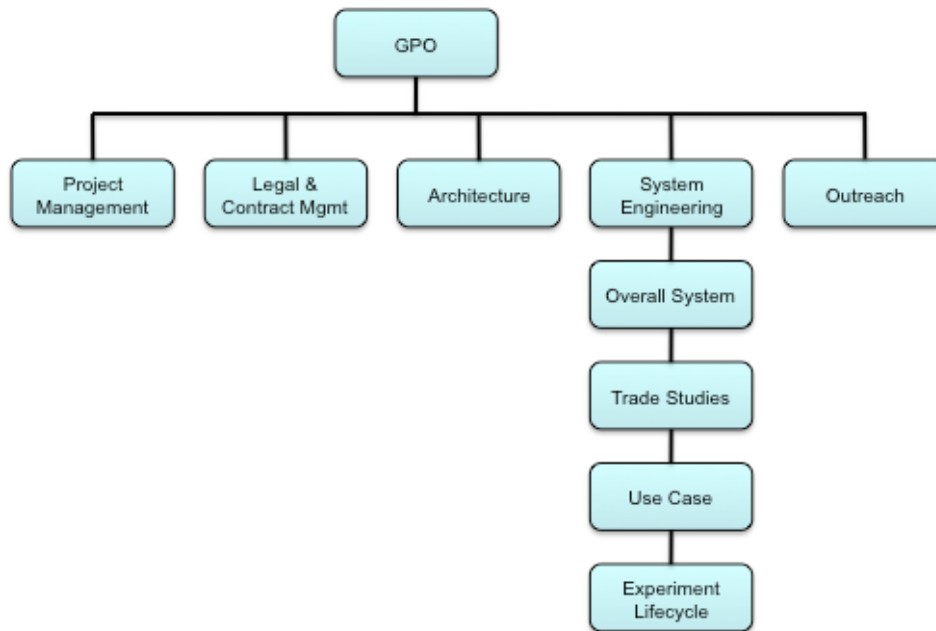 GPO
Project
Management
Legal &
Contract Mgmt
Architecture
System
Engineering
Outreach
Overall System
Trade Studies
Use Case
Experiment
Lifecycle